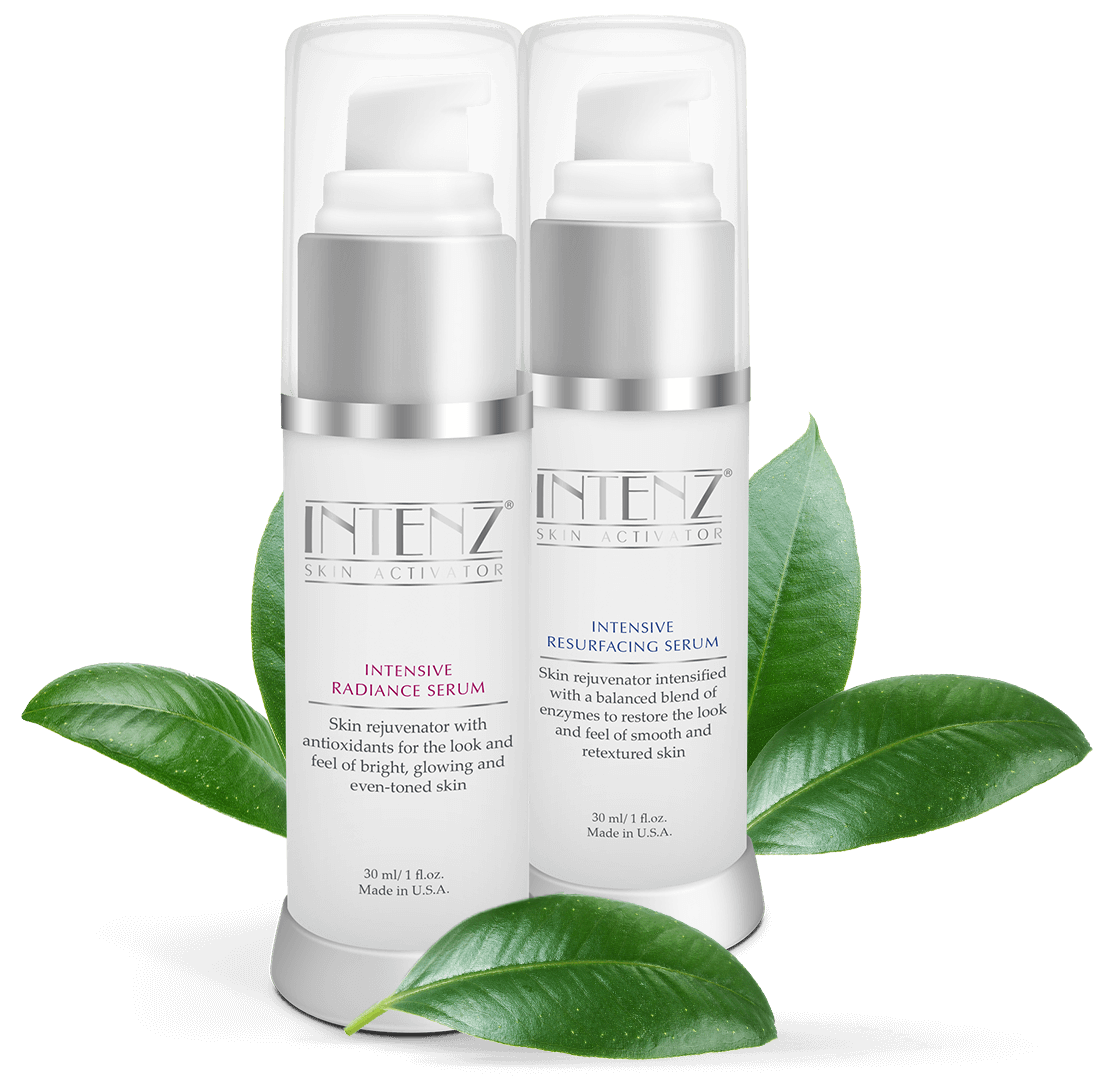 INTENZ®
SKIN ACTIVATOR
INTENSIVE
RADIANCE SERUM
Skin rejuvenator with
antioxidants for the look and
feel of bright, glowing and
even-toned skin
30 ml/ 1 fl.oz.
Made in U.S.A.
INTENZ®
SKIN ACTIVATOR
INTENSIVE
RESURFACING SERUM
Skin rejuvenator intensified
with a balanced blend of
enzymes to restore the look
and feel of smooth and
retextured skin
30 ml/ 1 fl.oz.
Made in U.S.A.